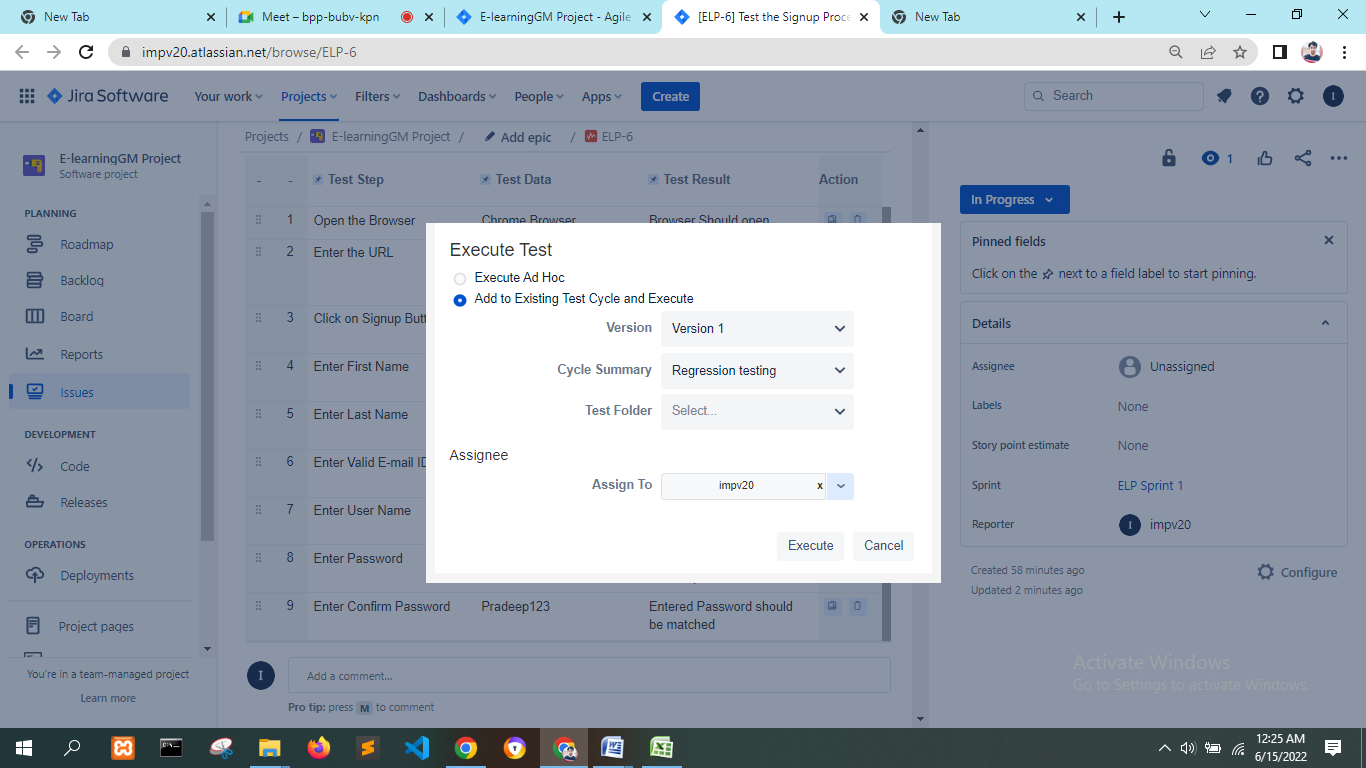 New Tab
Meet – bpp-bubv-kpn
E-learningGM Project - Agile
[ELP-6] Test the Signup Proce
New Tab
impv20.atlassian.net/browse/ELP-6
Jira Software
Your work
Projects
Filters
Dashboards
People
Apps
Create
Search
I
E-learningGM Project
Software project
PLANNING
Roadmap
Backlog
Board
Reports
Issues
DEVELOPMENT
Code
Releases
OPERATIONS
Deployments
Project pages
You're in a team-managed project
Learn more
Projects / E-learningGM Project / Add epic / ELP-6
- - Test Step Test Data Test Result Action
1 Open the Browser Chrome Browser Browser Should open
2 Enter the URL
3 Click on Signup Butt
4 Enter First Name
5 Enter Last Name
6 Enter Valid E-mail ID
7 Enter User Name
8 Enter Password
9 Enter Confirm Password Pradeep123 Entered Password should
be matched
I
Add a comment...
Pro tip: press M to comment
Execute Test
Execute Ad Hoc
Add to Existing Test Cycle and Execute
Version Version 1
Cycle Summary Regression testing
Test Folder Select...
Assignee
Assign To impv20 x
Execute Cancel
1
In Progress
Pinned fields
Click on the next to a field label to start pinning.
Details
Assignee Unassigned
Labels None
Story point estimate None
Sprint ELP Sprint 1
Reporter I impv20
Created 58 minutes ago
Updated 2 minutes ago
Configure
Activate Windows
Go to Settings to activate Windows.
12:25 AM
6/15/2022